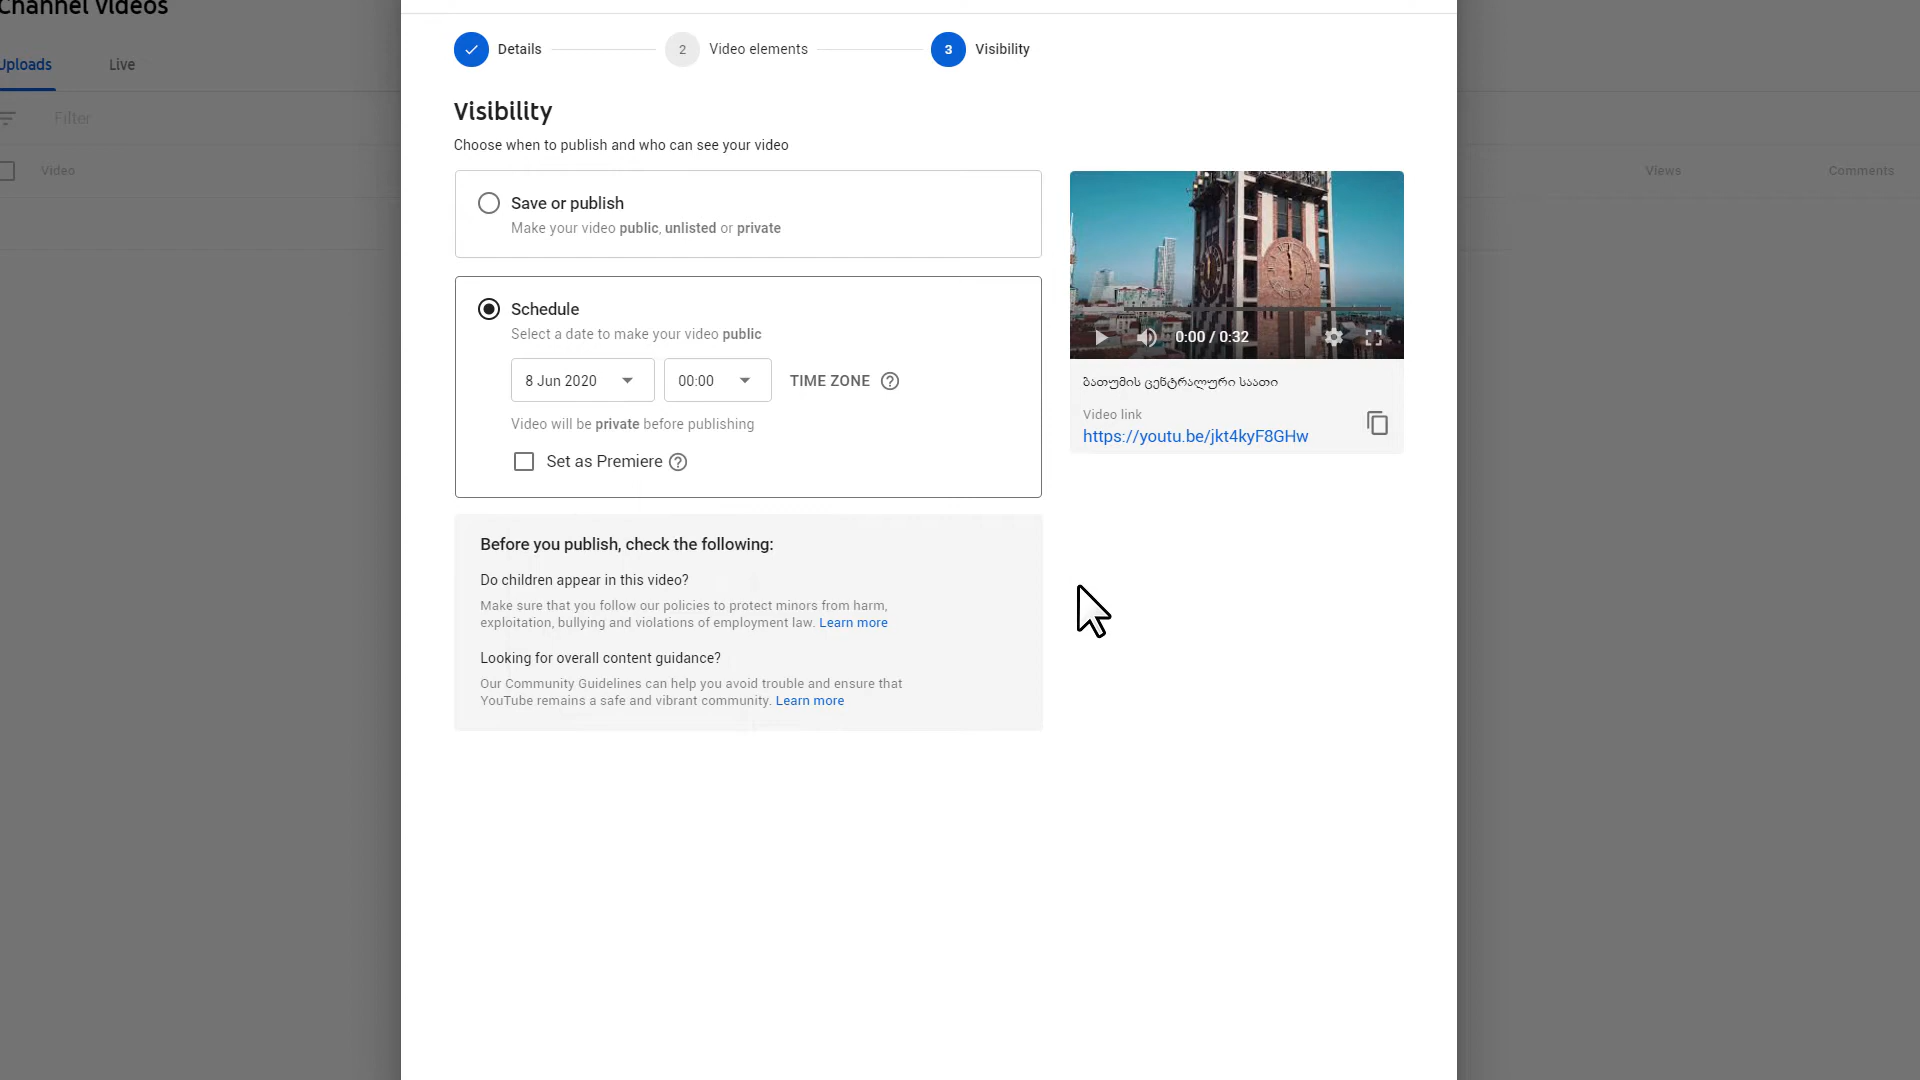 Channel Videos
Uploads
Live
Filter
Video
Views
Comments
Details
2
Video elements
3
Visibility
Visibility
Choose when to publish and who can see your video
Save or publish
Make your video public, unlisted or private
Schedule
Select a date to make your video public
8 Jun 2020
00:00
TIME ZONE
Video will be private before publishing
Set as Premiere
0:00 / 0:32
ბათუმის ცენტრალური საათი
Video link
https://youtu.be/jkt4kyF8GHw
Before you publish, check the following:
Do children appear in this video?
Make sure that you follow our policies to protect minors from harm,
exploitation, bullying and violations of employment law. Learn more
Looking for overall content guidance?
Our Community Guidelines can help you avoid trouble and ensure that
YouTube remains a safe and vibrant community. Learn more